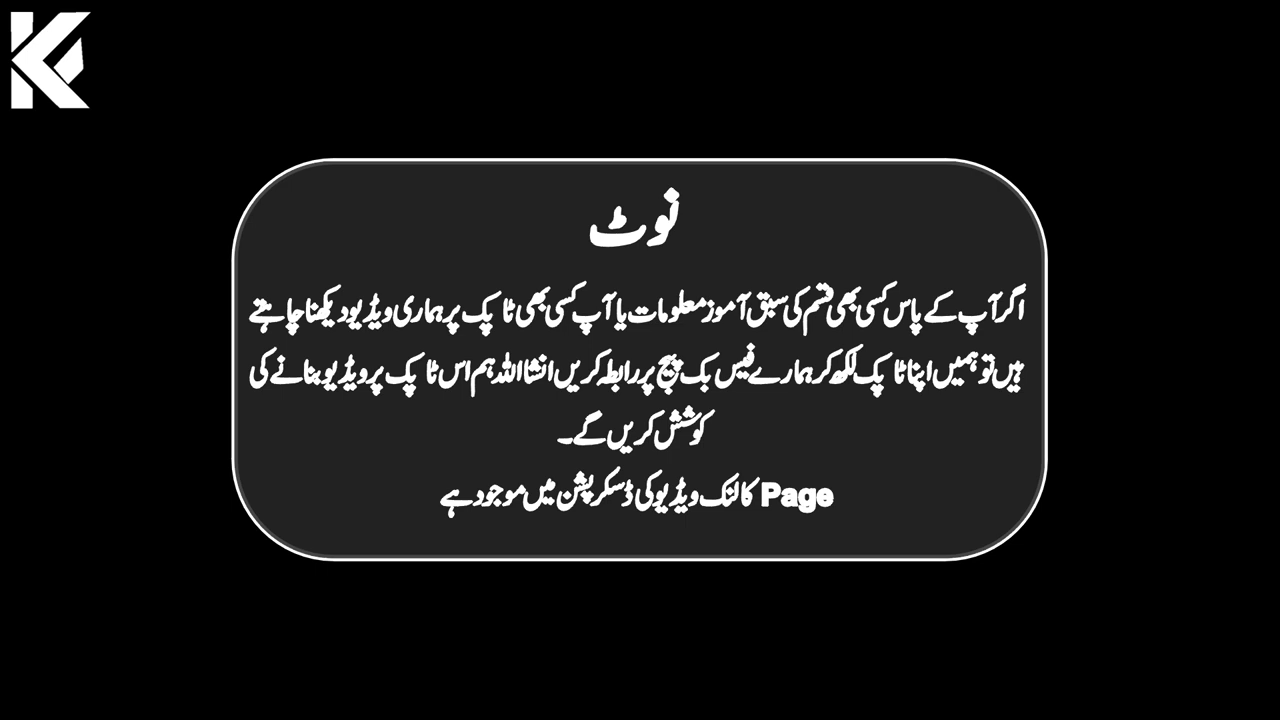 نوٹ
اگر آپ کے پاس کسی بھی قسم کی سبق آموز معلومات یا آپ کسی بھی ٹاپک پر ہماری ویڈیو دیکھنا چاہتے
ہیں تو ہمیں اپنا ٹاپک لکھ کر ہمارے فیس بک پیج پر رابطہ کریں انشااللہ ہم اس ٹاپک پر ویڈیو بنانے کی
کوشش کریں گے۔
Page کا لنک ویڈیو کی ڈسکرپشن میں موجود ہے